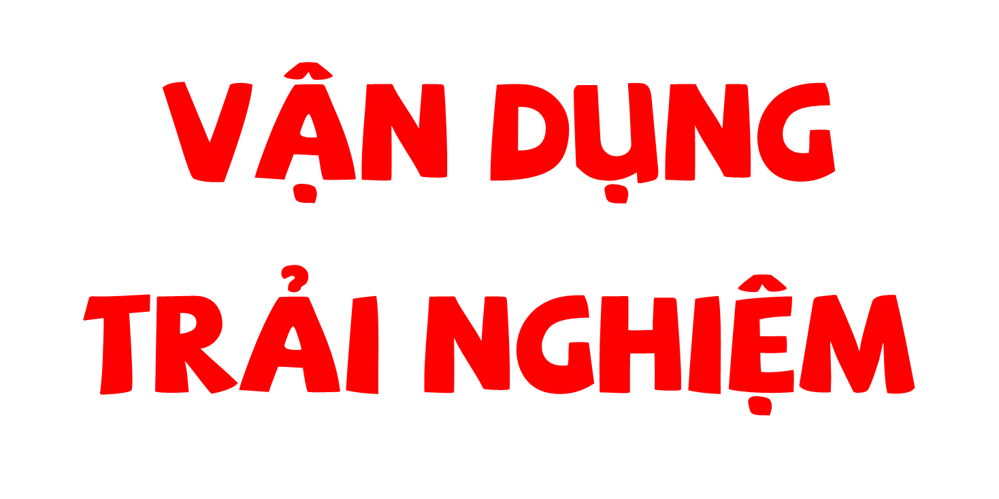 VẬN DỤNG
TRẢI NGHIỆM